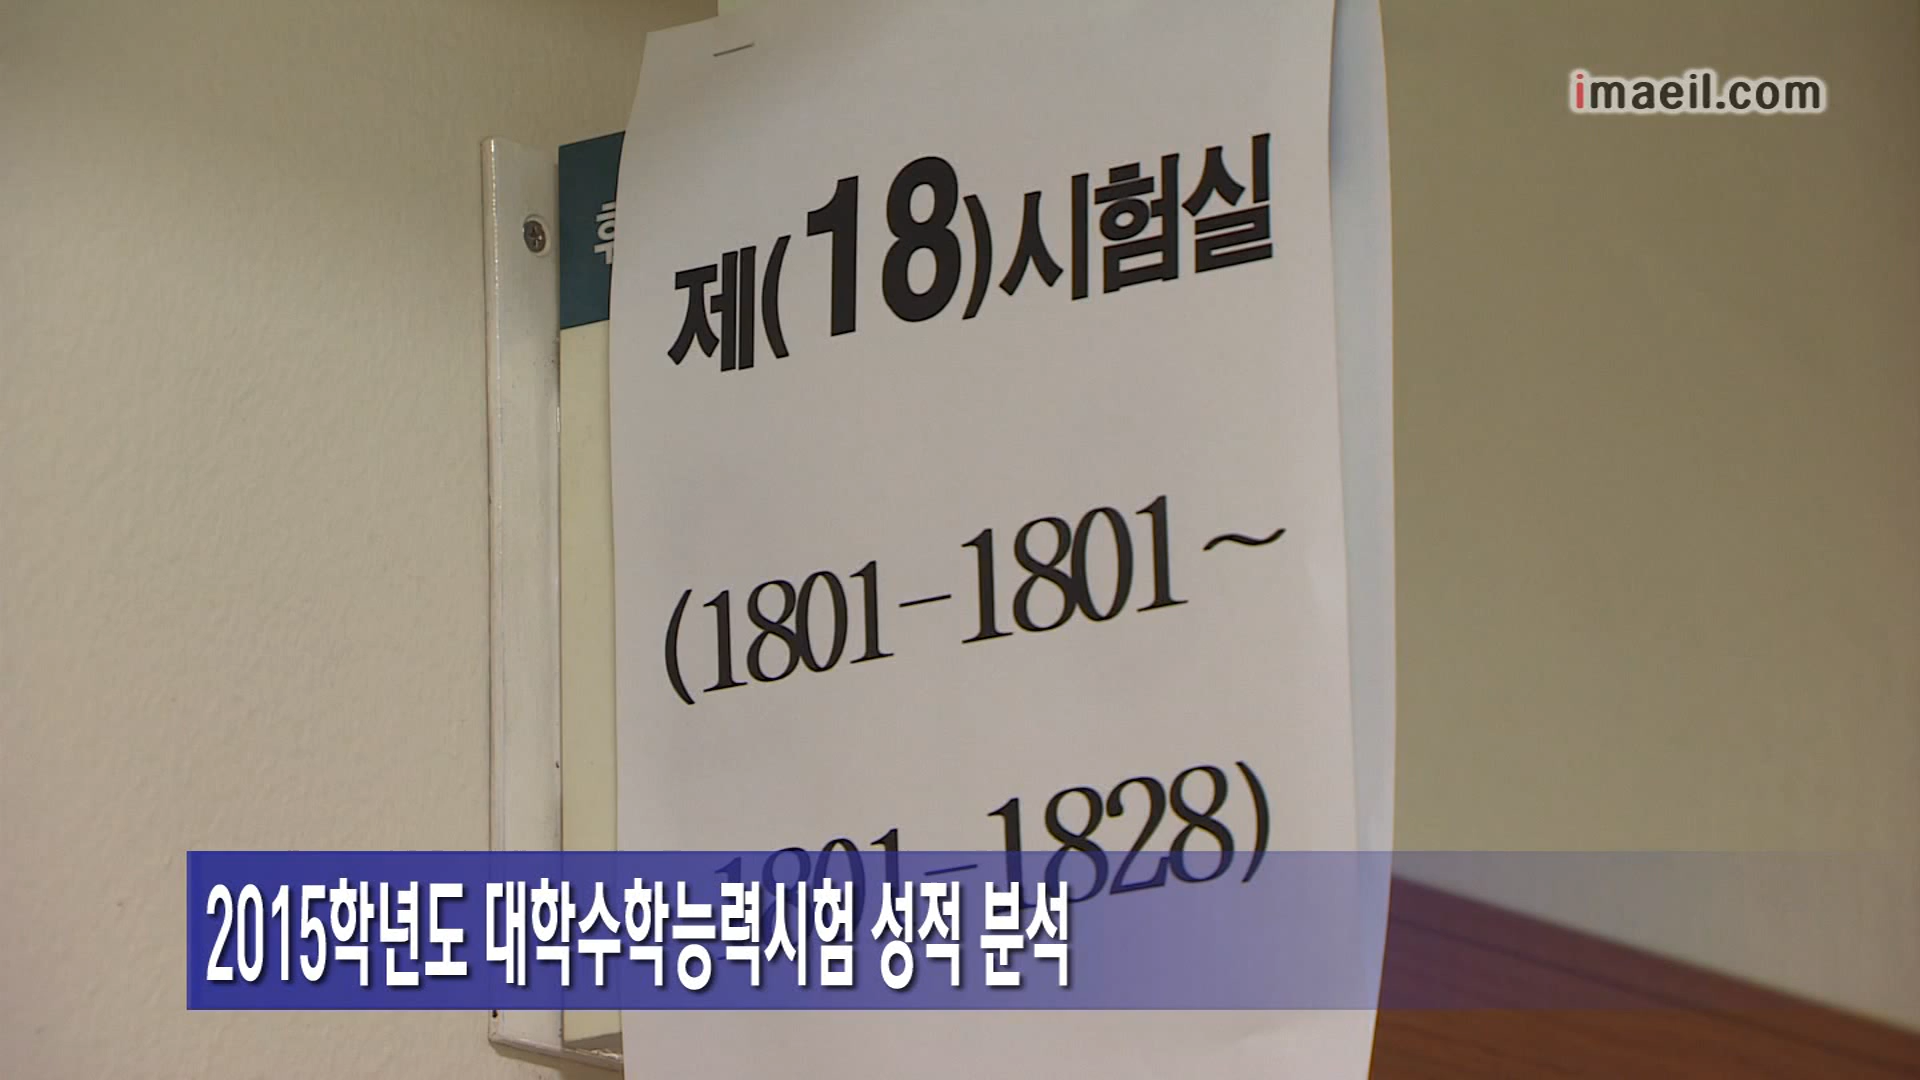 imaeil.com
제(18)시험실
(1801-1801~
1801-1828)
2015학년도 대학수학능력시험 성적 분석